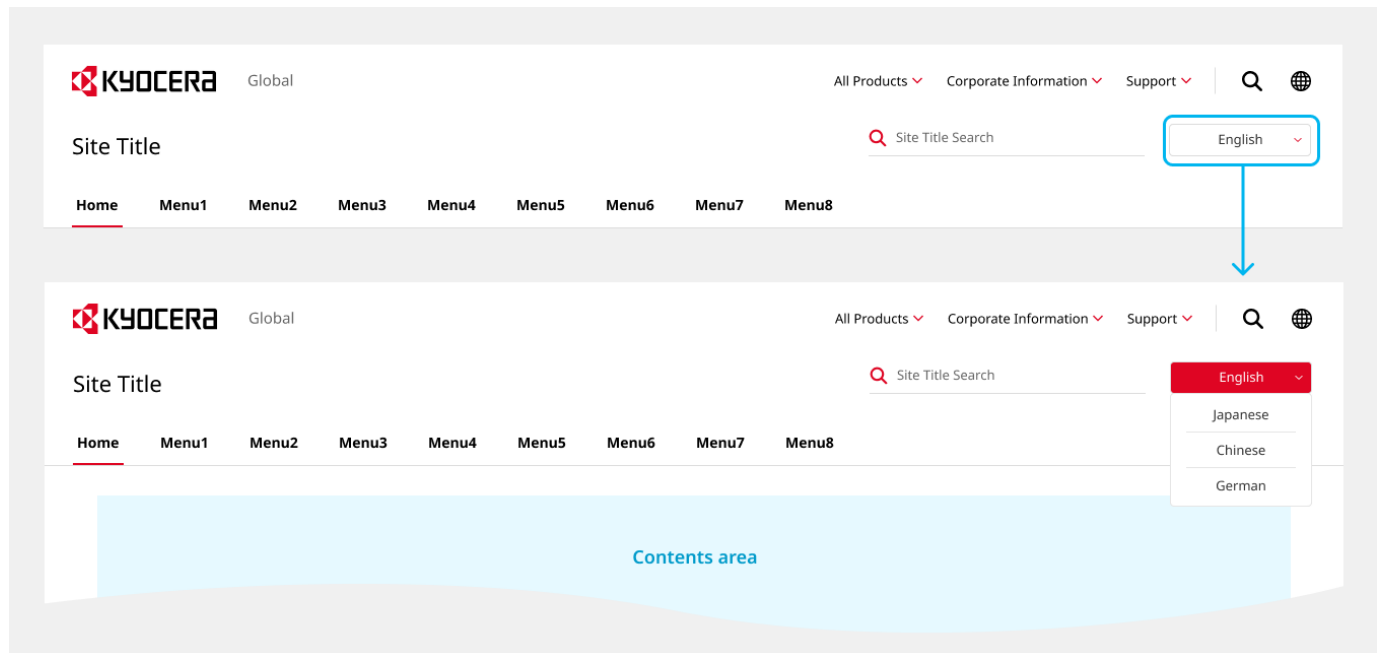 KYOCERA Global All Products Corporate Information Support
Site Title Site Title Search English
Home Menu1 Menu2 Menu3 Menu4 Menu5 Menu6 Menu7 Menu8
KYOCERA Global All Products Corporate Information Support
Site Title Site Title Search English
Japanese
Home Menu1 Menu2 Menu3 Menu4 Menu5 Menu6 Menu7 Menu8
Chinese
German
Contents area